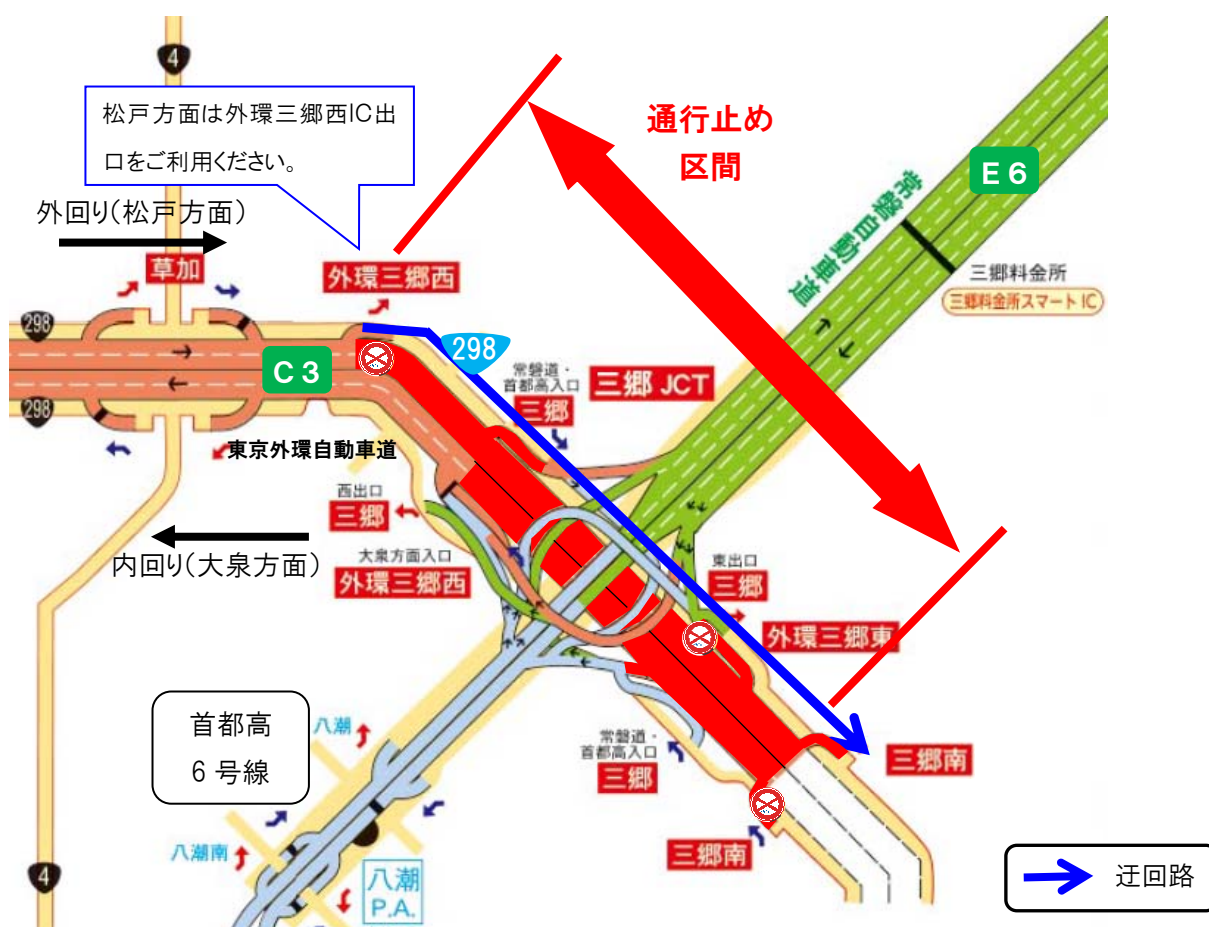 4
松戸方面は外環三郷西IC出
口をご利用ください。
通行止め
区間
E6
常磐自動車道
外回り(松戸方面)
草加
外環三郷西
三郷料金所
三郷料金所スマートIC
298
298
C3
常磐道・
首都高入口
三郷
三郷 JCT
298
東京外環自動車道
西出口
三郷
内回り(大泉方面)
大泉方面入口
外環三郷西
東出口
三郷
外環三郷東
首都高
6号線
八潮
常磐道・
首都高入口
三郷
三郷南
八潮南
三郷南
4
八潮
P.A.
迂回路